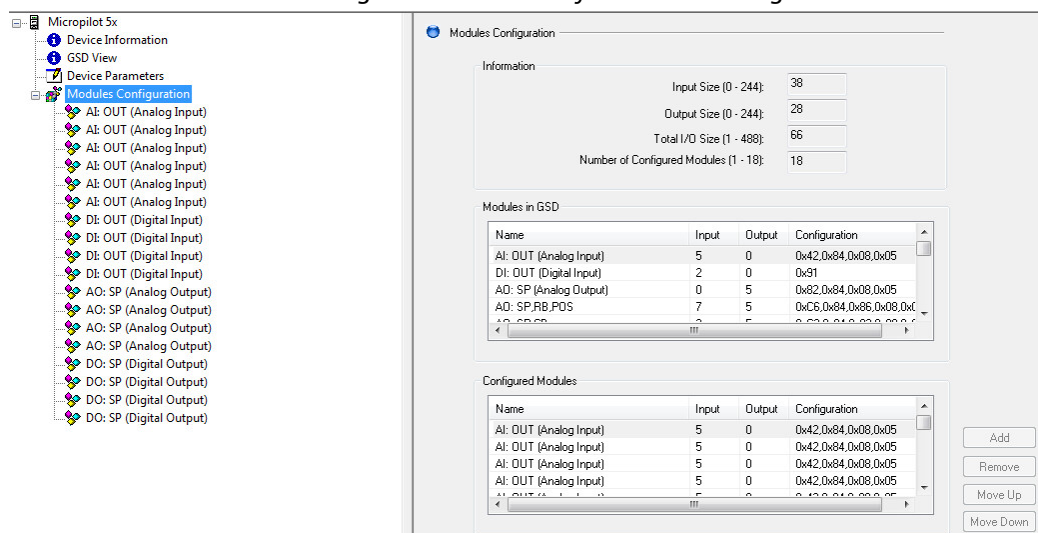 Micropilot 5x
Device Information
GSD View
Device Parameters
Modules Configuration
AI: OUT (Analog Input)
AI: OUT (Analog Input)
AI: OUT (Analog Input)
AI: OUT (Analog Input)
AI: OUT (Analog Input)
AI: OUT (Analog Input)
DI: OUT (Digital Input)
DI: OUT (Digital Input)
DI: OUT (Digital Input)
DI: OUT (Digital Input)
AO: SP (Analog Output)
AO: SP (Analog Output)
AO: SP (Analog Output)
AO: SP (Analog Output)
DO: SP (Digital Output)
DO: SP (Digital Output)
DO: SP (Digital Output)
DO: SP (Digital Output)
Modules Configuration
Information
Input Size (0 - 244): 38
Output Size (0 - 244): 28
Total I/O Size (1 - 488): 66
Number of Configured Modules (1 - 18): 18
Modules in GSD
Name Input Output Configuration
AI: OUT (Analog Input) 5 0 0x42,0x84,0x08,0x05
DI: OUT (Digital Input) 2 0 0x91
AO: SP (Analog Output) 0 5 0x82,0x84,0x08,0x05
AO: SP,RB,POS 7 5 0xC6,0x84,0x86,0x08,0x
Configured Modules
Name Input Output Configuration
AI: OUT (Analog Input) 5 0 0x42,0x84,0x08,0x05
AI: OUT (Analog Input) 5 0 0x42,0x84,0x08,0x05
AI: OUT (Analog Input) 5 0 0x42,0x84,0x08,0x05
AI: OUT (Analog Input) 5 0 0x42,0x84,0x08,0x05
Add
Remove
Move Up
Move Down